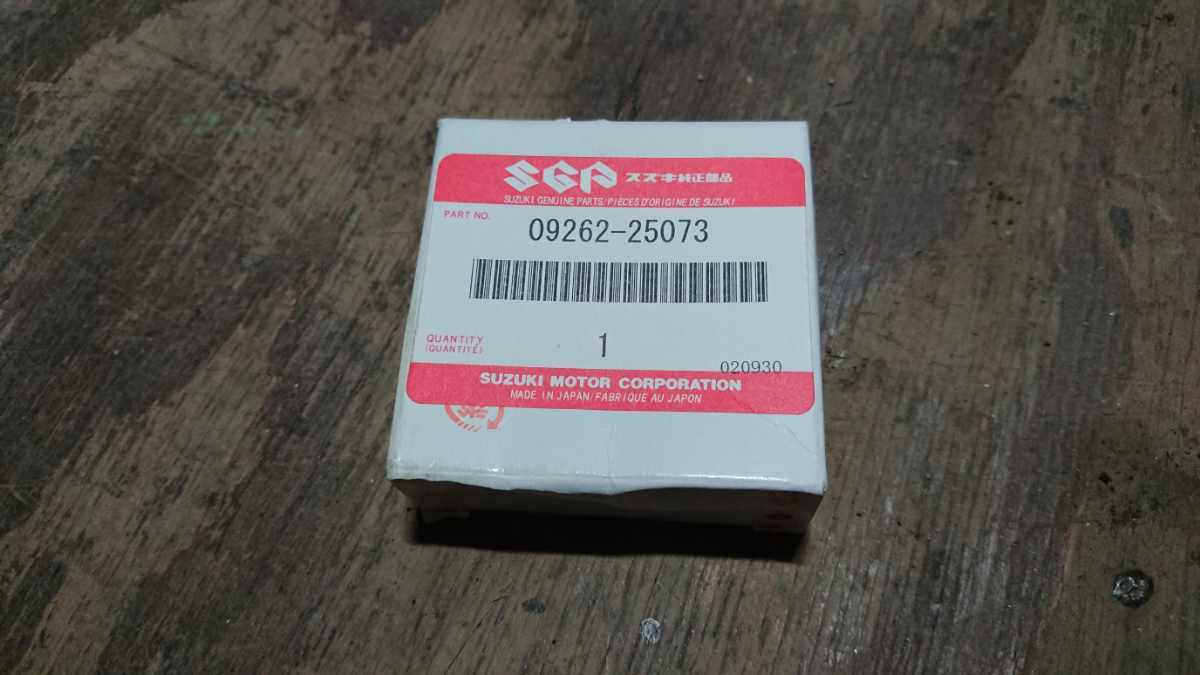 SGP スズキ純正部品
SUZUKI GENUINE PARTS/PIÈCES D'ORIGINE DE SUZUKI
PART NO.
09262-25073
QUANTITY
(QUANTITÉ)
1
020930
SUZUKI MOTOR CORPORATION
MADE IN JAPAN/FABRIQUÉ AU JAPON